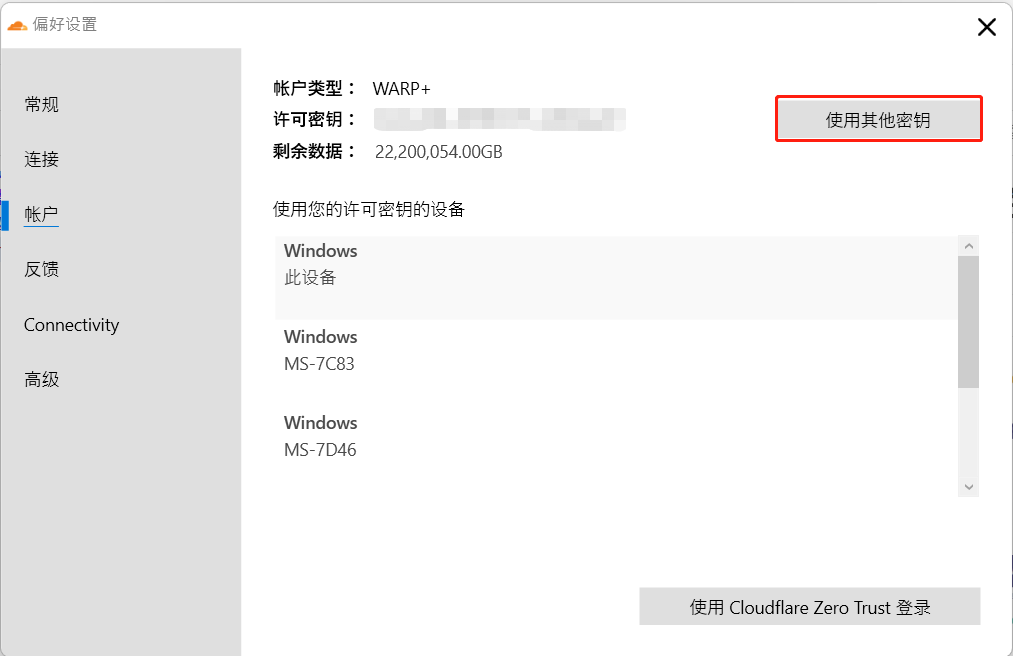 偏好设置
常规
连接
帐户
反馈
Connectivity
高级
帐户类型： WARP+
许可密钥：
使用其他密钥
剩余数据： 22,200,054.00GB
使用您的许可密钥的设备
Windows
此设备
Windows
MS-7C83
Windows
MS-7D46
使用 Cloudflare Zero Trust 登录